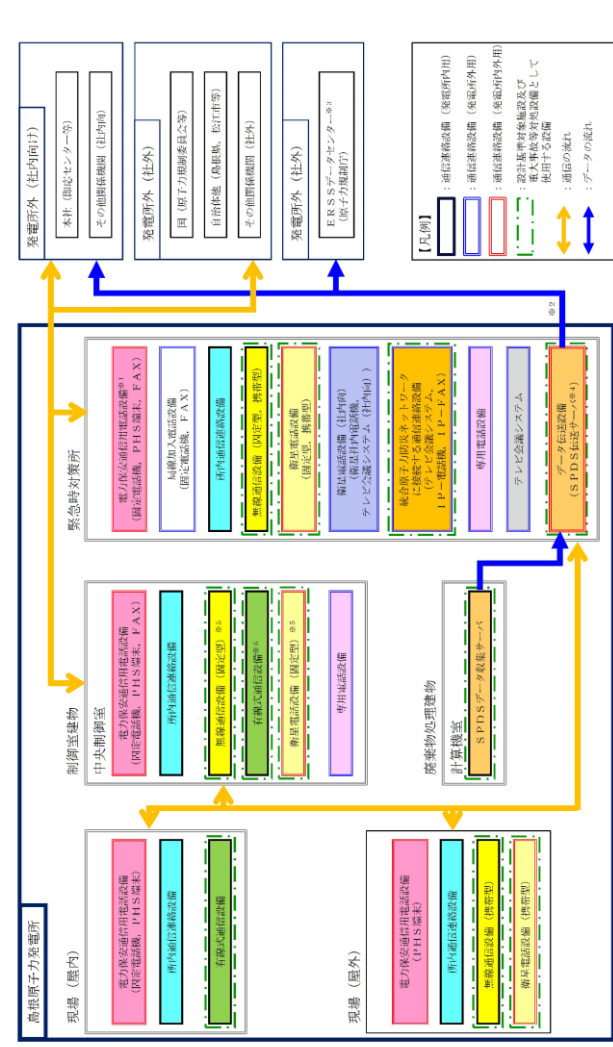 島根原子力発電所
現場（屋内）
電力保安通信用電話設備
（固定電話機，ＰＨＳ端末）
所内通信連絡設備
有線式通信設備
現場（屋外）
電力保安通信用電話設備
（ＰＨＳ端末）
所内通信連絡設備
無線通信設備（携帯型）
衛星電話設備（携帯型）
制御室建物
中央制御室
電力保安通信用電話設備
（固定電話機，ＰＨＳ端末，ＦＡＸ）
所内通信連絡設備
無線通信設備（固定型）※5
有線式通信設備※5
衛星電話設備（固定型）※5
専用電話設備
廃棄物処理建物
計算機室
ＳＰＤＳデータ収集サーバ
緊急時対策所
電力保安通信用電話設備※1
（固定電話機，ＰＨＳ端末，ＦＡＸ）
局線加入電話設備
（固定電話機，ＦＡＸ）
所内通信連絡設備
無線通信設備（固定型，携帯型）
衛星電話設備
（固定型，携帯型）
衛星電話設備（社内向）
（衛星社内電話機，
テレビ会議システム（社内向））
統合原子力防災ネットワーク
に接続する通信連絡設備
（テレビ会議システム，
ＩＰ－電話機，ＩＰ－ＦＡＸ）
専用電話設備
テレビ会議システム
データ伝送設備
（ＳＰＤＳ伝送サーバ※4）
※2
発電所外（社内向け）
本社（即応センター等）
その他関係機関（社内向）
発電所外（社外）
国（原子力規制委員会等）
自治体他（島根県，松江市等）
その他関係機関（社外）
発電所外（社外）
ＥＲＳＳデータセンター※3
（原子力規制庁）
【凡例】
：通信連絡設備（発電所内用）
：通信連絡設備（発電所外用）
：通信連絡設備（発電所内外用）
：設計基準対象施設及び
重大事故等対処設備として
使用する設備
：通信の流れ
：データの流れ